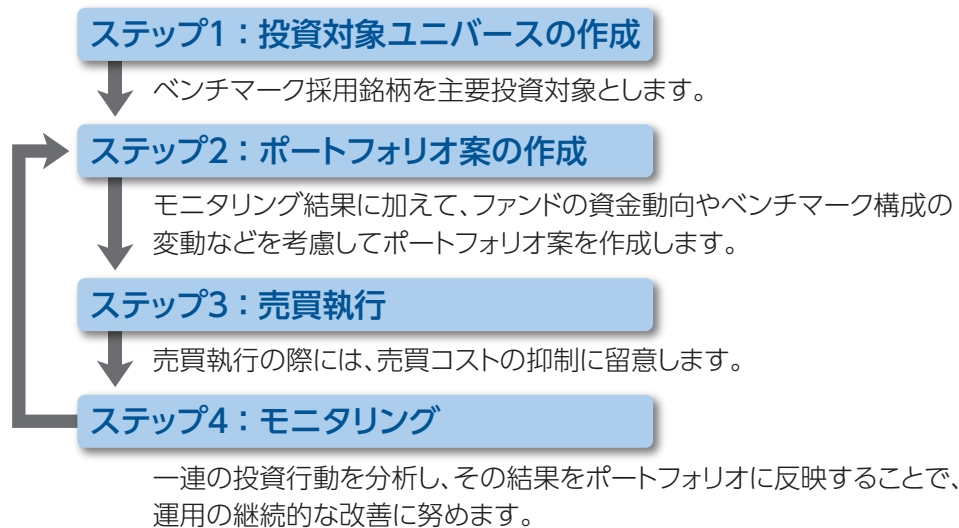 ステップ1：投資対象ユニバースの作成
ベンチマーク採用銘柄を主要投資対象とします。
ステップ2：ポートフォリオ案の作成
モニタリング結果に加えて、ファンドの資金動向やベンチマーク構成の
変動などを考慮してポートフォリオ案を作成します。
ステップ3：売買執行
売買執行の際には、売買コストの抑制に留意します。
ステップ4：モニタリング
一連の投資行動を分析し、その結果をポートフォリオに反映することで、
運用の継続的な改善に努めます。